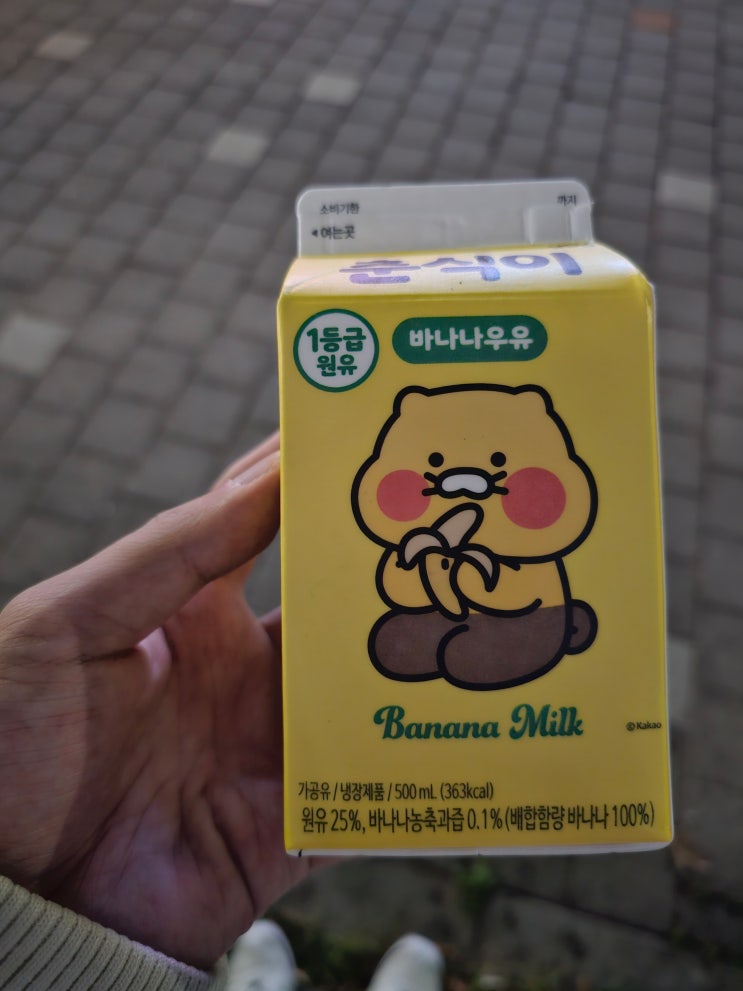 소비기한
까지
◂여는곳
춘식이
1등급
원유
바나나우유
Banana Milk
©Kakao
가공유/냉장제품/500 mL (363kcal)
원유 25%, 바나나농축과즙 0.1% (배합함량 바나나 100%)